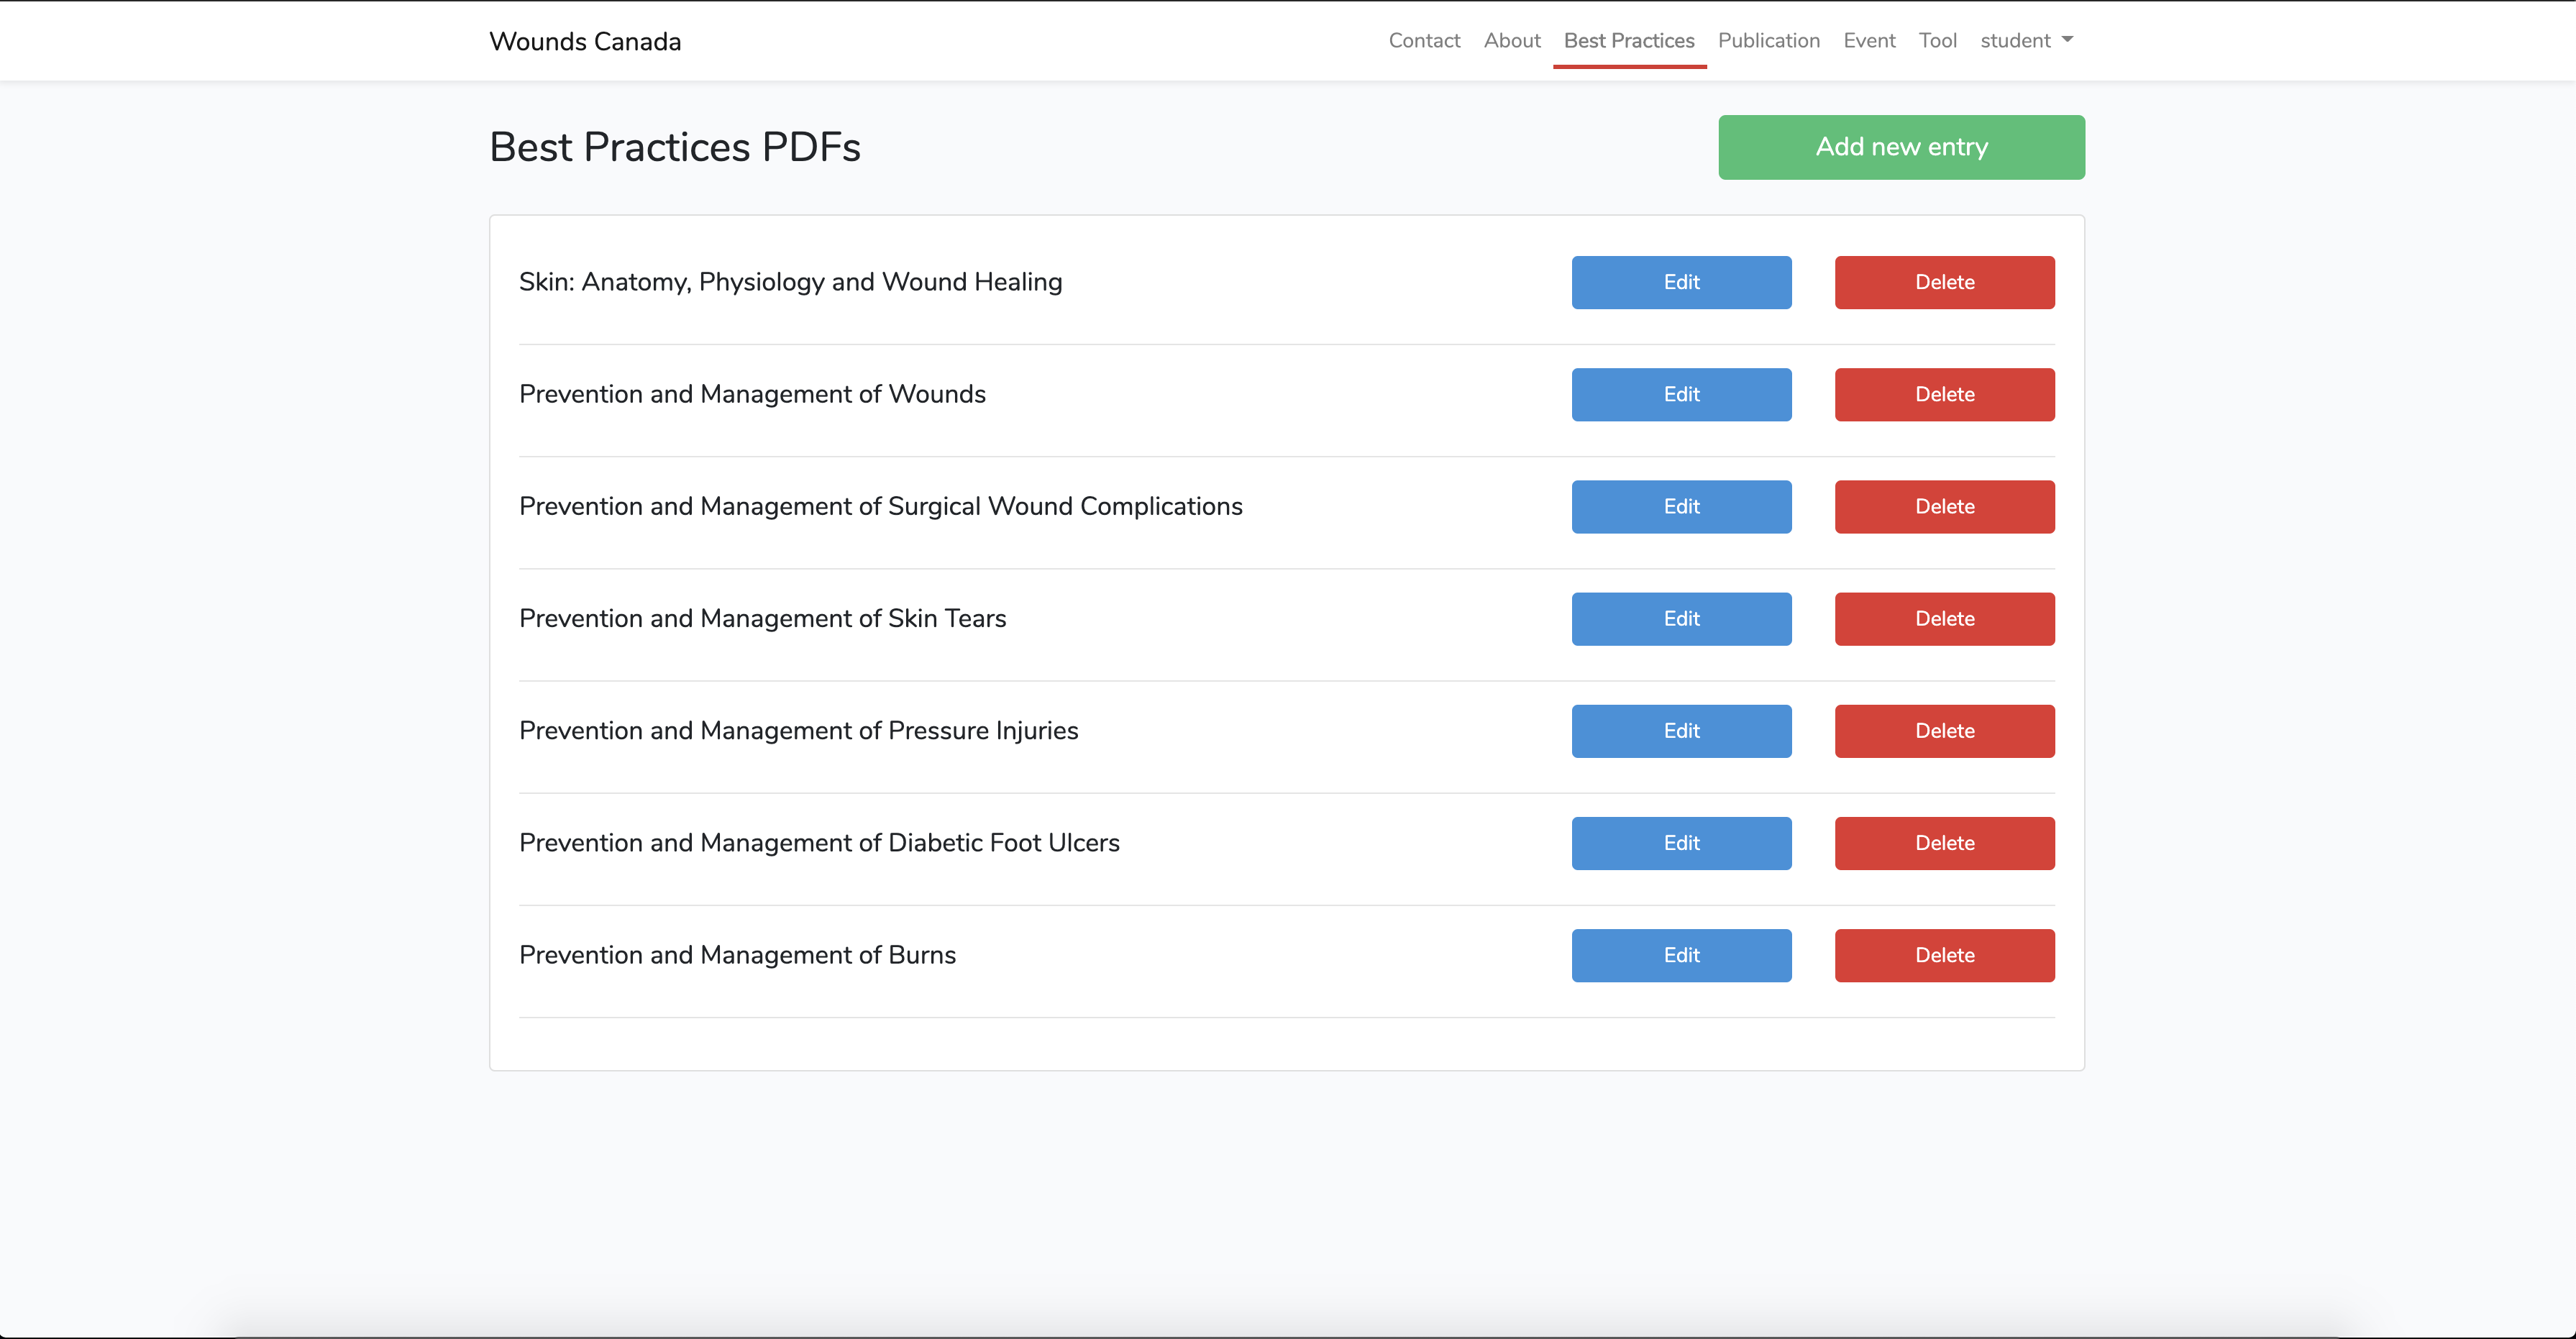 Wounds Canada
Contact About Best Practices Publication Event Tool student
Best Practices PDFs
Add new entry
Skin: Anatomy, Physiology and Wound Healing Edit Delete
Prevention and Management of Wounds Edit Delete
Prevention and Management of Surgical Wound Complications Edit Delete
Prevention and Management of Skin Tears Edit Delete
Prevention and Management of Pressure Injuries Edit Delete
Prevention and Management of Diabetic Foot Ulcers Edit Delete
Prevention and Management of Burns Edit Delete